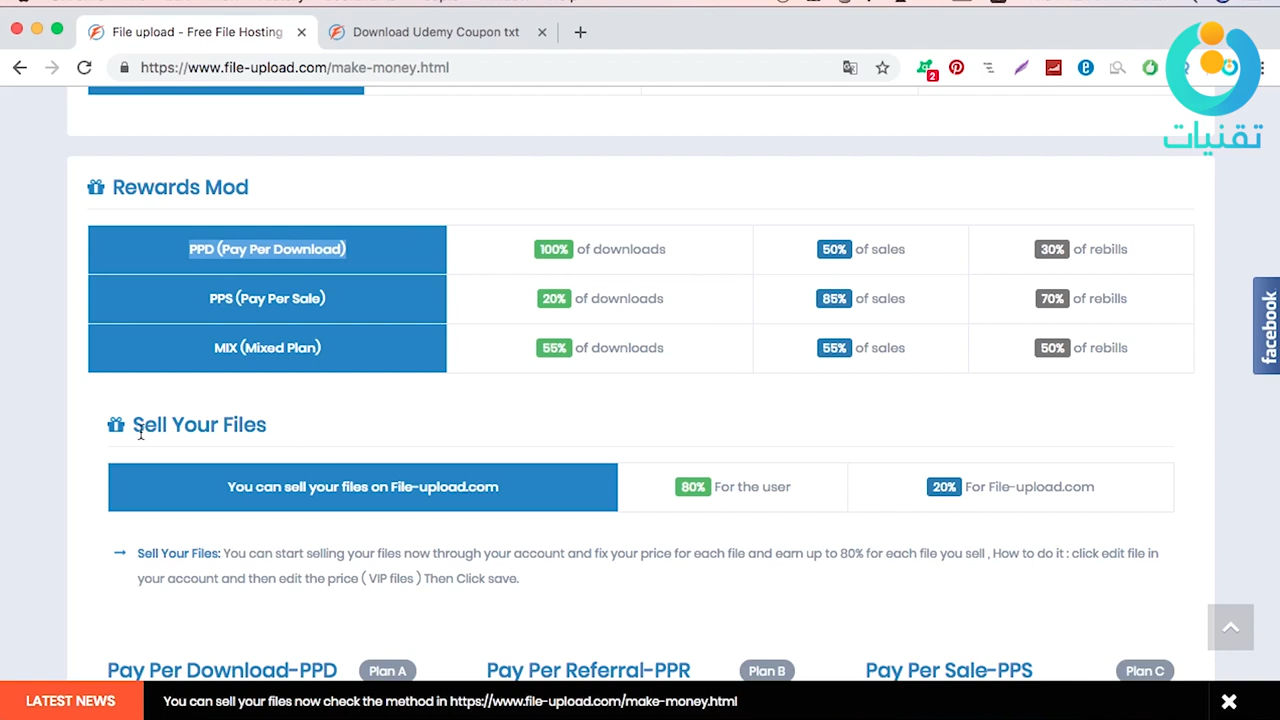 File upload - Free File Hosting
Download Udemy Coupon txt
https://www.file-upload.com/make-money.html
2
تقنيات
Rewards Mod
PPD (Pay Per Download) 100% of downloads 50% of sales 30% of rebills
PPS (Pay Per Sale) 20% of downloads 85% of sales 70% of rebills
MIX (Mixed Plan) 55% of downloads 55% of sales 50% of rebills
facebook
Sell Your Files
You can sell your files on File-upload.com 80% For the user 20% For File-upload.com
Sell Your Files: You can start selling your files now through your account and fix your price for each file and earn up to 80% for each file you sell , How to do it : click edit file in
your account and then edit the price ( VIP files ) Then Click save.
Pay Per Download-PPD Plan A Pay Per Referral-PPR Plan B Pay Per Sale-PPS Plan C
LATEST NEWS You can sell your files now check the method in https://www.file-upload.com/make-money.html